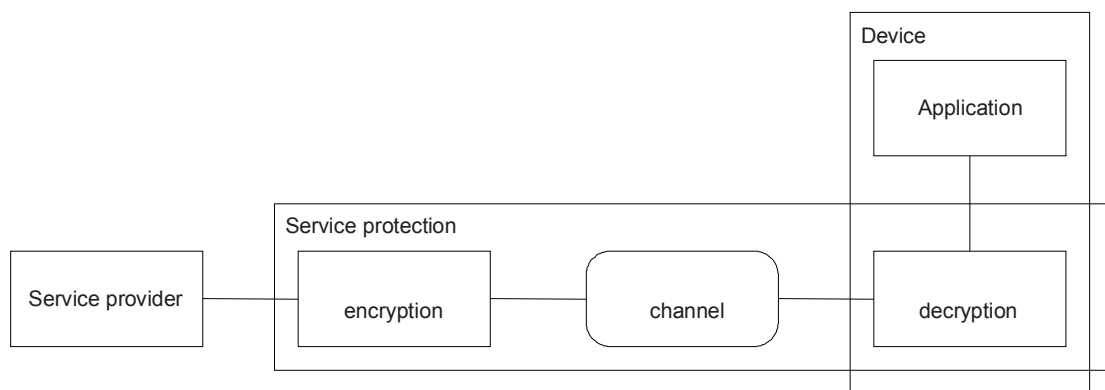 Device
Application
Service protection
Service provider
encryption
channel
decryption